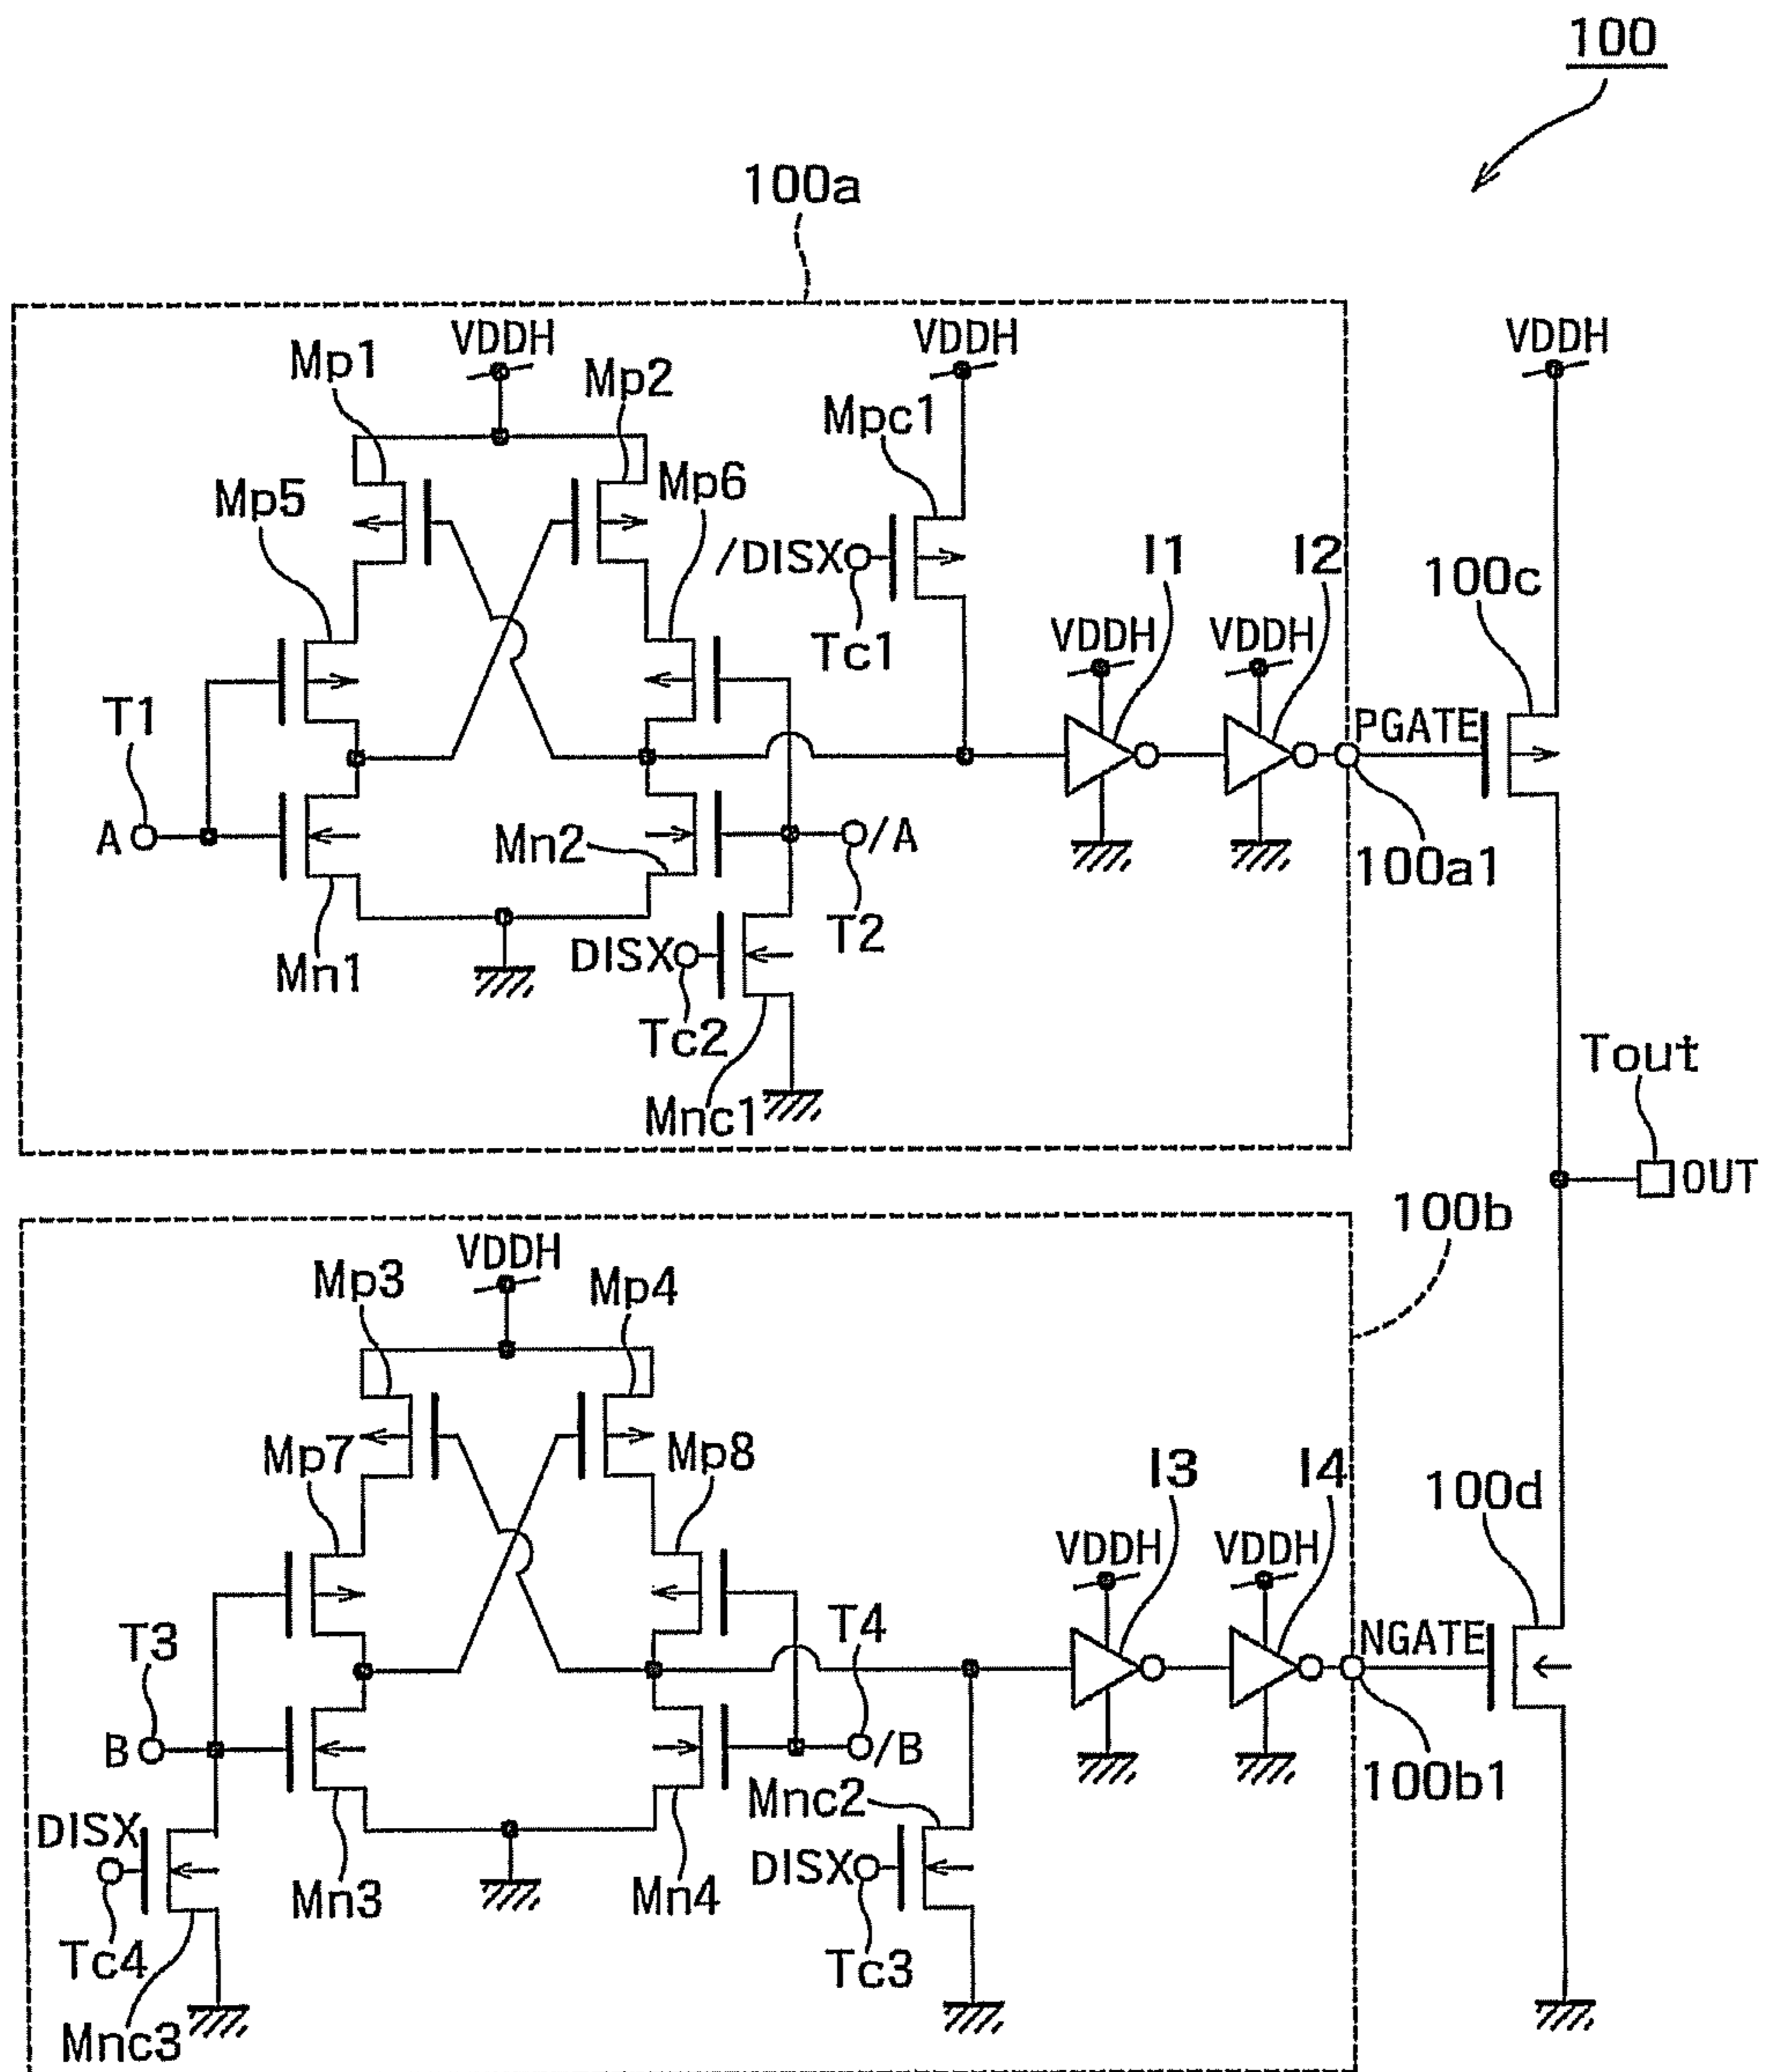 100
100a
VDDH
Mp1
Mp2
VDDH
Mpc1
VDDH
Mp5
Mp6
/DISX
Tc1
I1
I2
100c
VDDH
VDDH
T1
PGATE
A
Mn2
/A
100a1
T2
Mn1
DISX
Tc2
Mnc1
Tout
OUT
100b
VDDH
Mp3
Mp4
Mp7
Mp8
I3
I4
100d
VDDH
VDDH
T3
T4
NGATE
B
/B
100b1
Mnc2
DISX
DISX
Mn3
Mn4
Tc4
Tc3
Mnc3